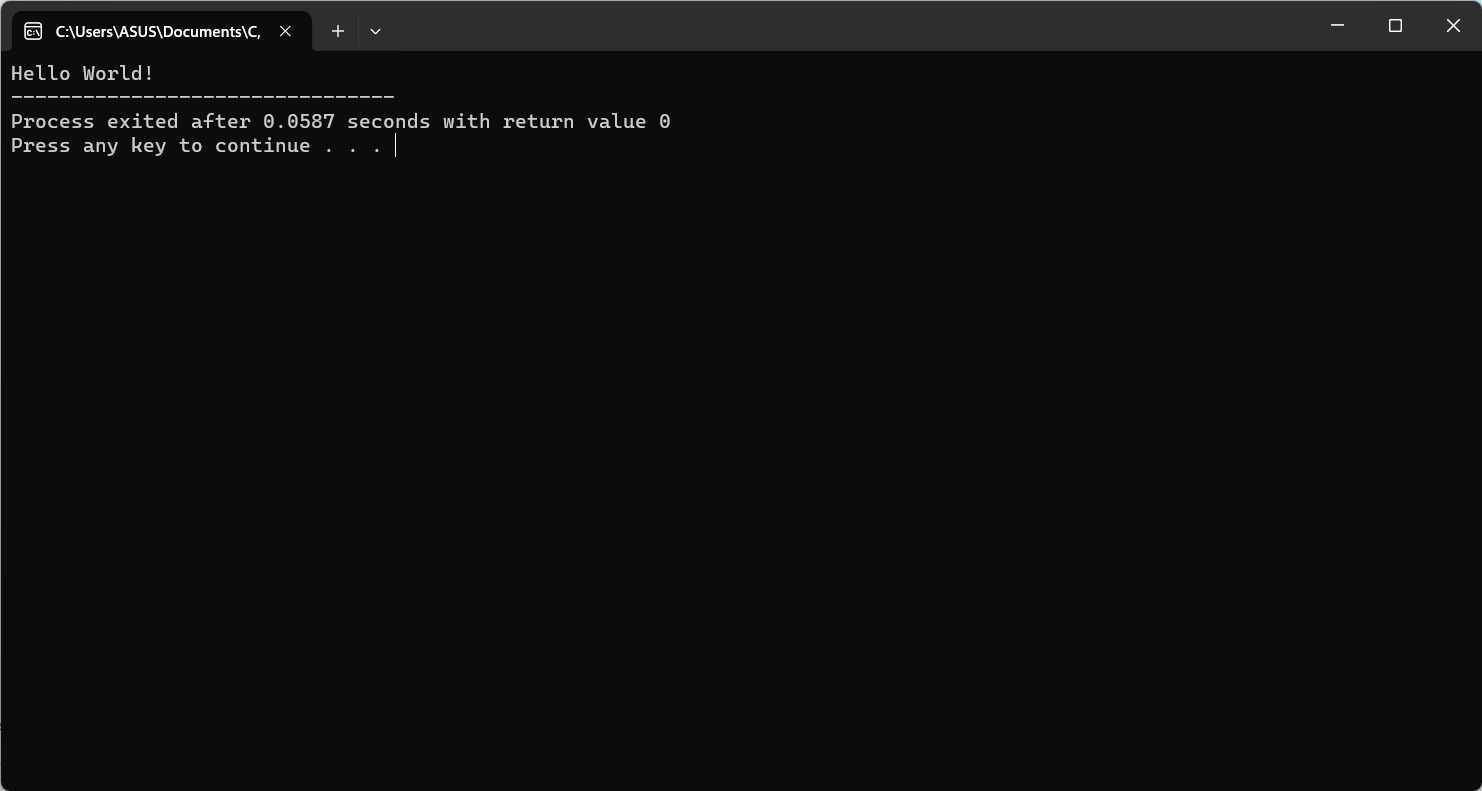 C:\Users\ASUS\Documents\C,
Hello World!
--------------------------------
Process exited after 0.0587 seconds with return value 0
Press any key to continue . . .